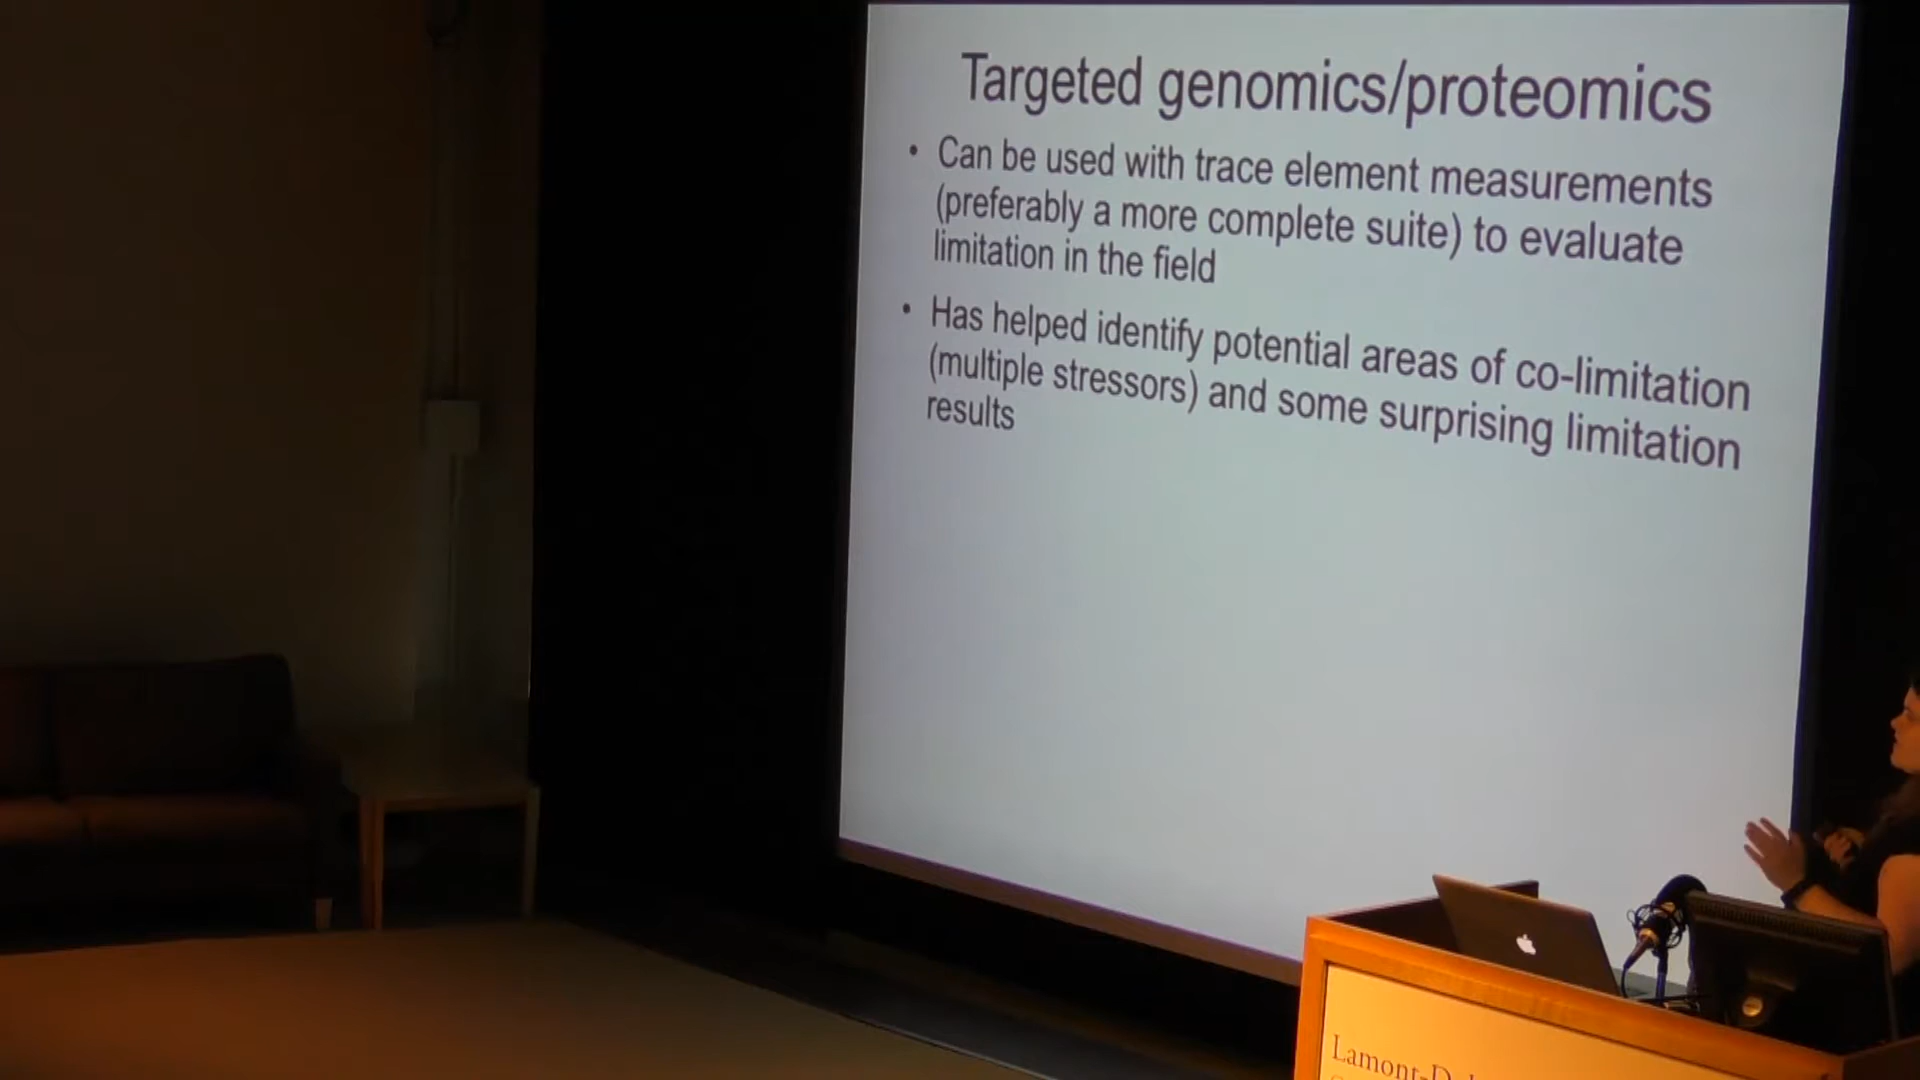 Targeted genomics/proteomics
• Can be used with trace element measurements
(preferably a more complete suite) to evaluate
limitation in the field
• Has helped identify potential areas of co-limitation
(multiple stressors) and some surprising limitation
results
Lamont-D